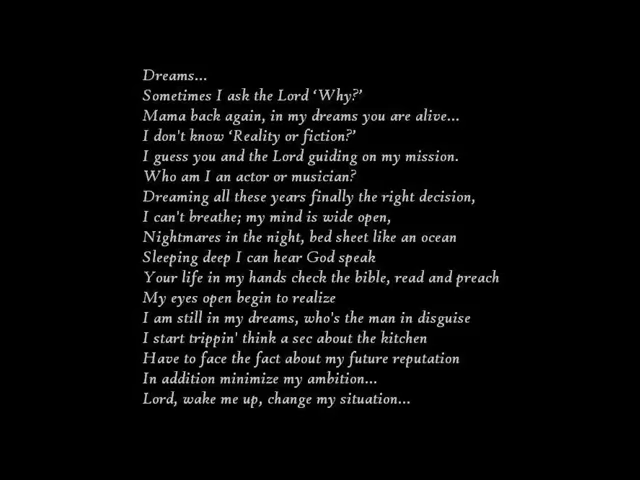 Dreams...
Sometimes I ask the Lord ‘Why?’
Mama back again, in my dreams you are alive...
I don't know ‘Reality or fiction?’
I guess you and the Lord guiding on my mission.
Who am I an actor or musician?
Dreaming all these years finally the right decision,
I can't breathe; my mind is wide open,
Nightmares in the night, bed sheet like an ocean
Sleeping deep I can hear God speak
Your life in my hands check the bible, read and preach
My eyes open begin to realize
I am still in my dreams, who's the man in disguise
I start trippin' think a sec about the kitchen
Have to face the fact about my future reputation
In addition minimize my ambition...
Lord, wake me up, change my situation...